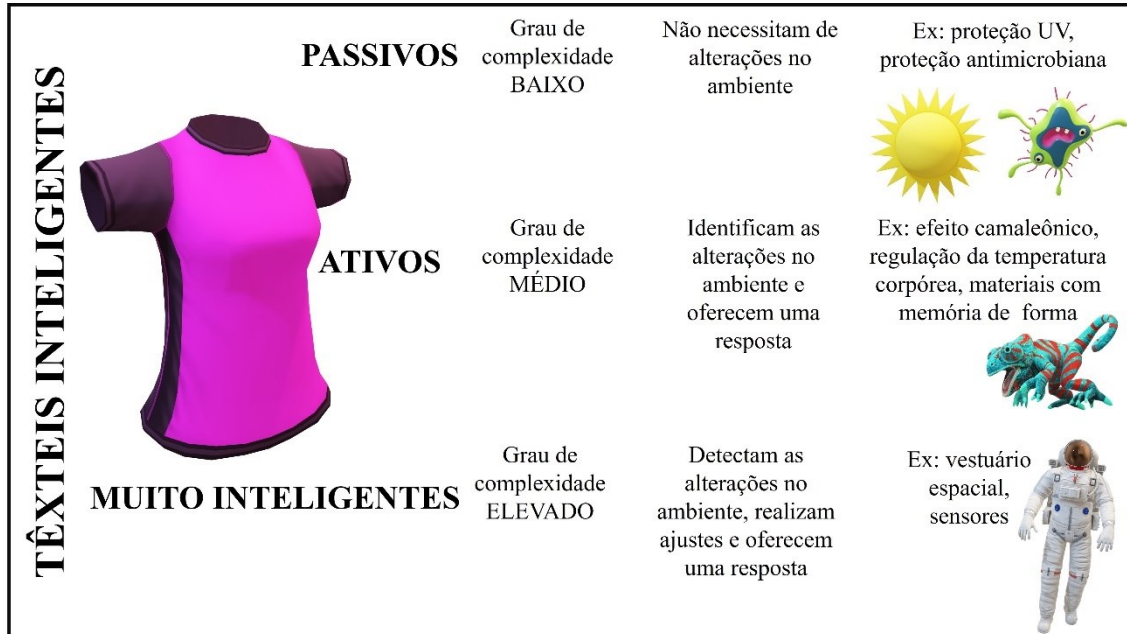 TÊXTEIS INTELIGENTES
PASSIVOS
Grau de
complexidade
BAIXO
Não necessitam de
alterações no
ambiente
Ex: proteção UV,
proteção antimicrobiana
ATIVOS
Grau de
complexidade
MÉDIO
Identificam as
alterações no
ambiente e
oferecem uma
resposta
Ex: efeito camaleônico,
regulação da temperatura
corpórea, materiais com
memória de forma
MUITO INTELIGENTES
Grau de
complexidade
ELEVADO
Detectam as
alterações no
ambiente, realizam
ajustes e oferecem
uma resposta
Ex: vestuário
espacial,
sensores